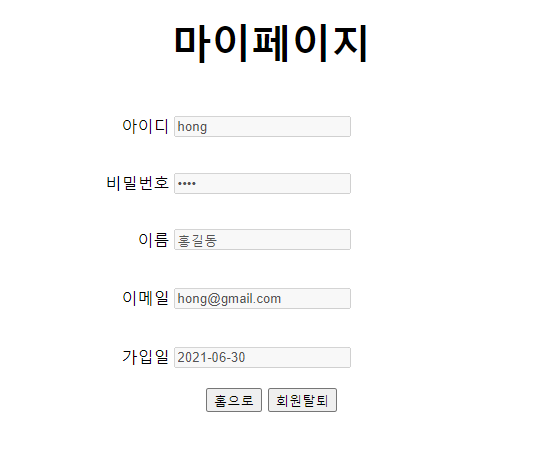 마이페이지
아이디 hong
비밀번호 ••••
이름 홍길동
이메일 hong@gmail.com
가입일 2021-06-30
홈으로 회원탈퇴